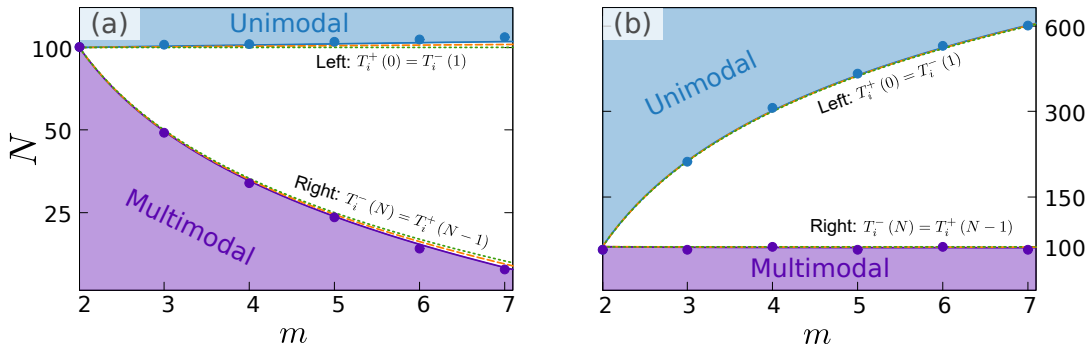 (a)
Unimodal
100
Left: $T_i^+(0) = T_i^-(1)$
50
N
Right: $T_i^-(N) = T_i^+(N-1)$
Multimodal
25
2 3 4 5 6 7
m
(b)
600
Unimodal
Left: $T_i^+(0) = T_i^-(1)$
300
150
Right: $T_i^-(N) = T_i^+(N-1)$
100
Multimodal
2 3 4 5 6 7
m